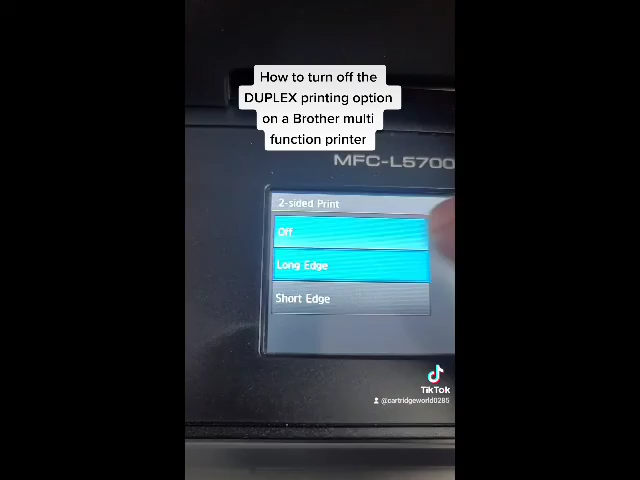 How to turn off the
DUPLEX printing option
on a Brother multi
function printer
MFC-L5700
2-sided Print
Off
Long Edge
Short Edge
TikTok
@cartridgeworld0285